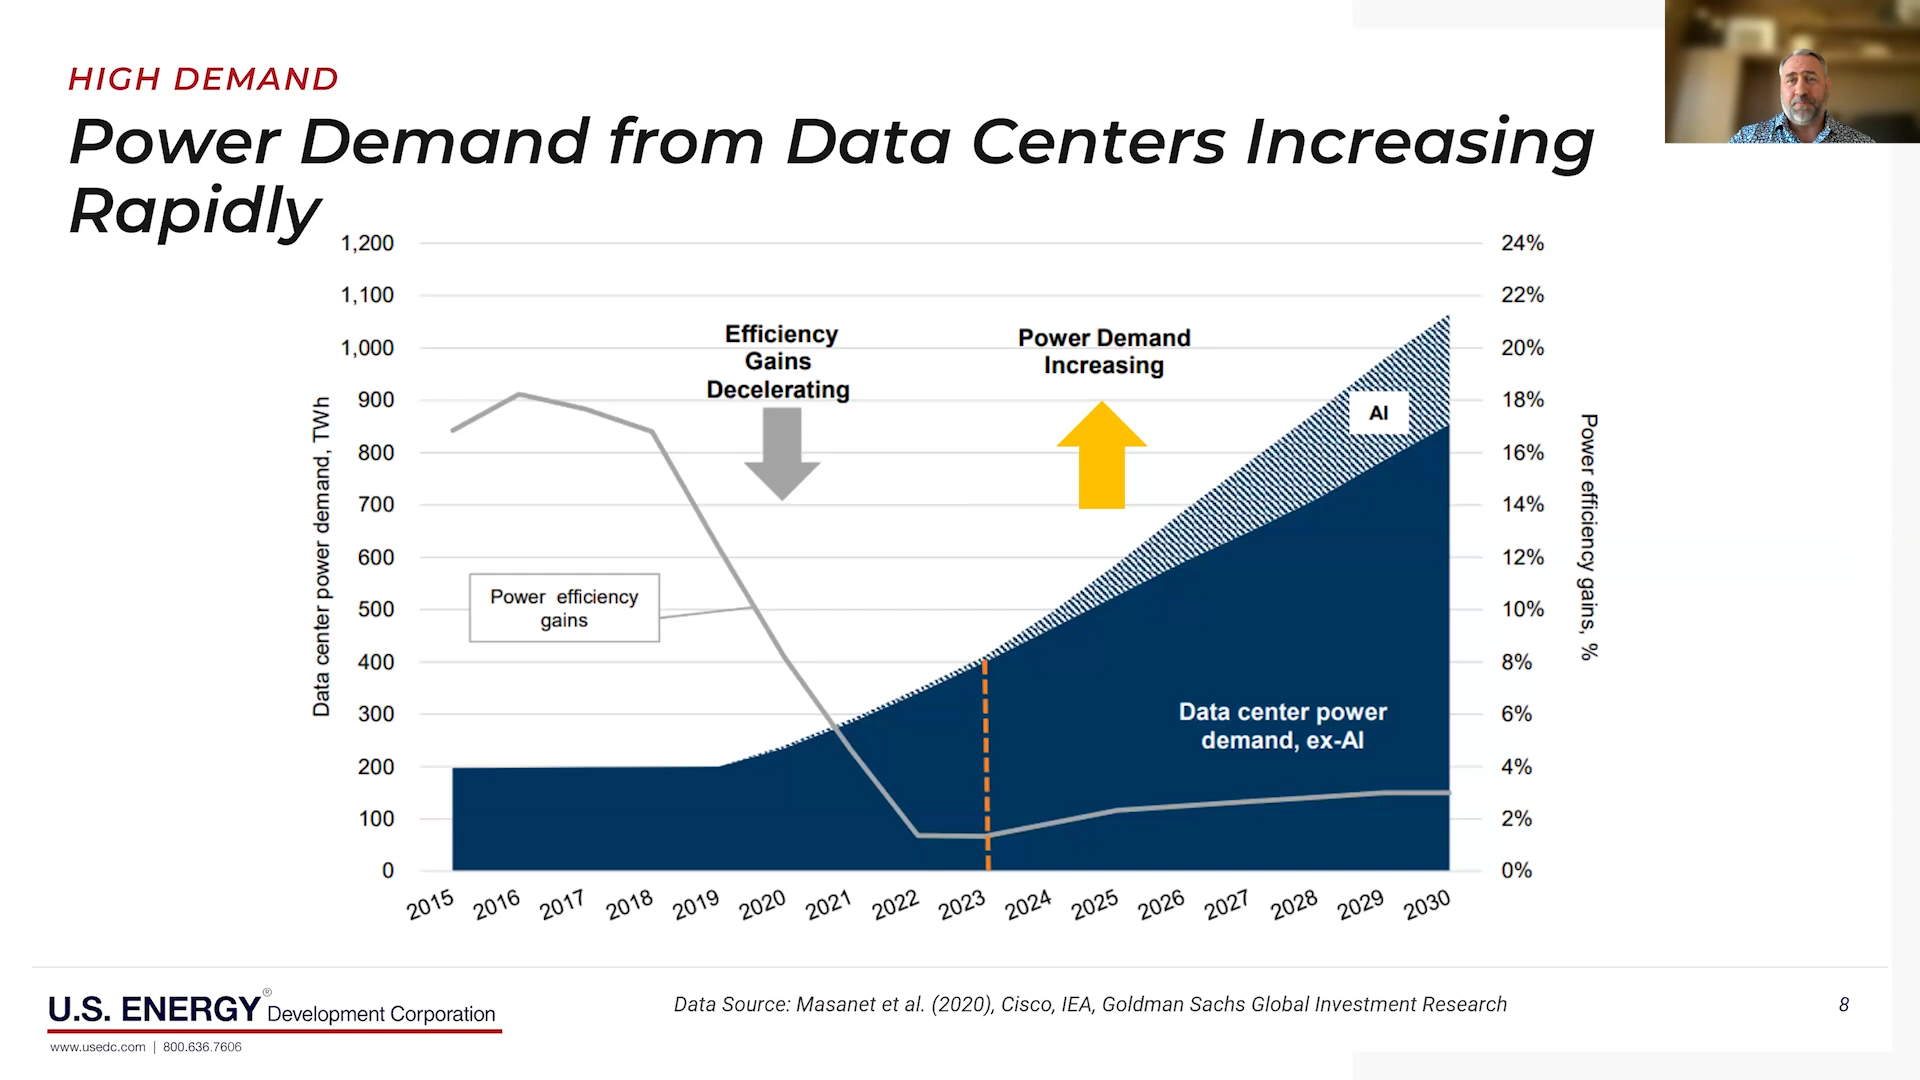 HIGH DEMAND
Power Demand from Data Centers Increasing
Rapidly
1,200
1,100
1,000
900
800
700
600
500
400
300
200
100
0
Data center power demand, TWh
24%
22%
20%
18%
16%
14%
12%
10%
8%
6%
4%
2%
0%
Power efficiency gains, %
Efficiency
Gains
Decelerating
Power Demand
Increasing
AI
Power efficiency
gains
Data center power
demand, ex-AI
2015 2016 2017 2018 2019 2020 2021 2022 2023 2024 2025 2026 2027 2028 2029 2030
U.S. ENERGY® Development Corporation
www.usedc.com | 800.636.7606
Data Source: Masanet et al. (2020), Cisco, IEA, Goldman Sachs Global Investment Research
8